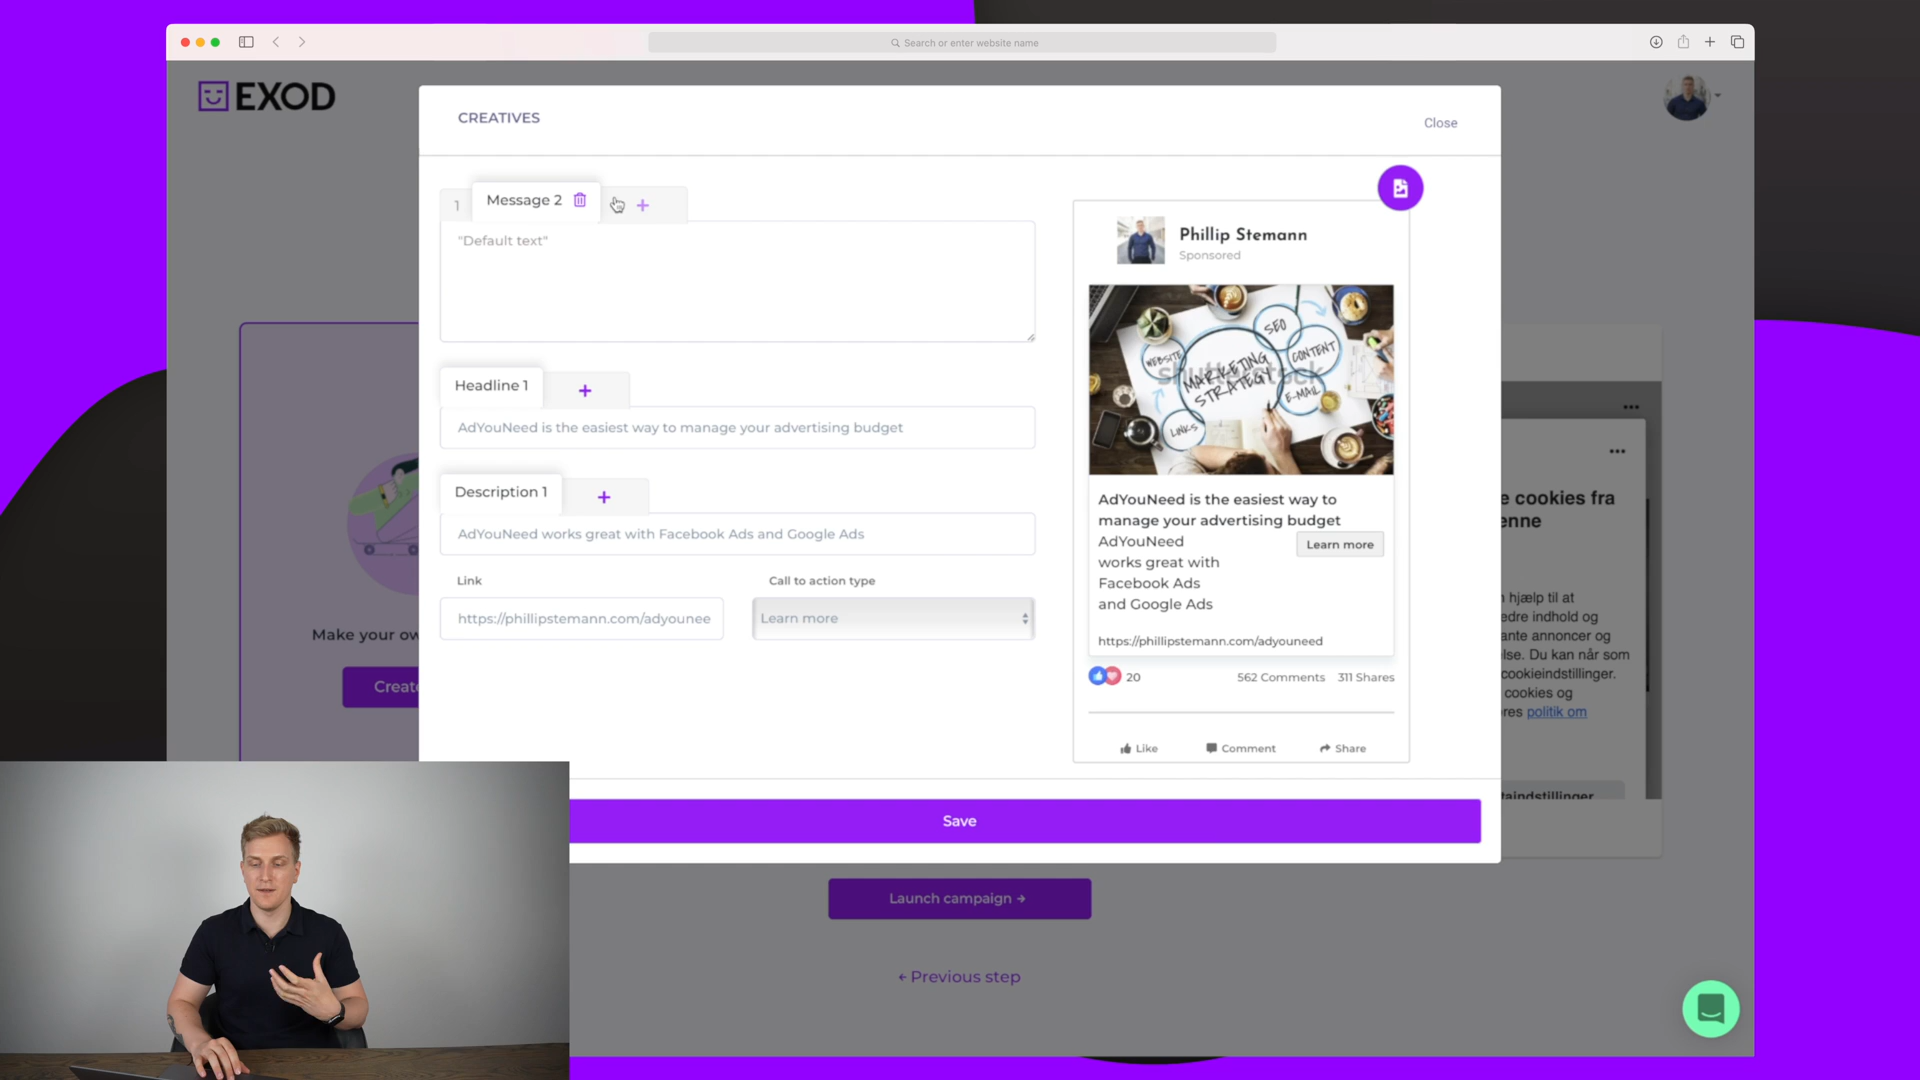 Search or enter website name
EXOD
CREATIVES
Close
1
Message 2
+
"Default text"
Headline 1
+
AdYouNeed is the easiest way to manage your advertising budget
Description 1
+
AdYouNeed works great with Facebook Ads and Google Ads
Link
Call to action type
https://phillipstemann.com/adyounee
Learn more
Phillip Stemann
Sponsored
WEBSITE
SEO
CONTENT
MARKETING
STRATEGY
E-MAIL
LINKS
shutterstock
AdYouNeed is the easiest way to
manage your advertising budget
AdYouNeed
works great with
Facebook Ads
and Google Ads
Learn more
https://phillipstemann.com/adyouneed
20
562 Comments
311 Shares
Like
Comment
Share
Save
Make your ow
Create
e cookies fra
enne
hjælp til at
edre indhold og
ante annoncer og
lse. Du kan når som
cookieindstillinger.
cookies og
res politik om
taindstillinger
Launch campaign →
← Previous step